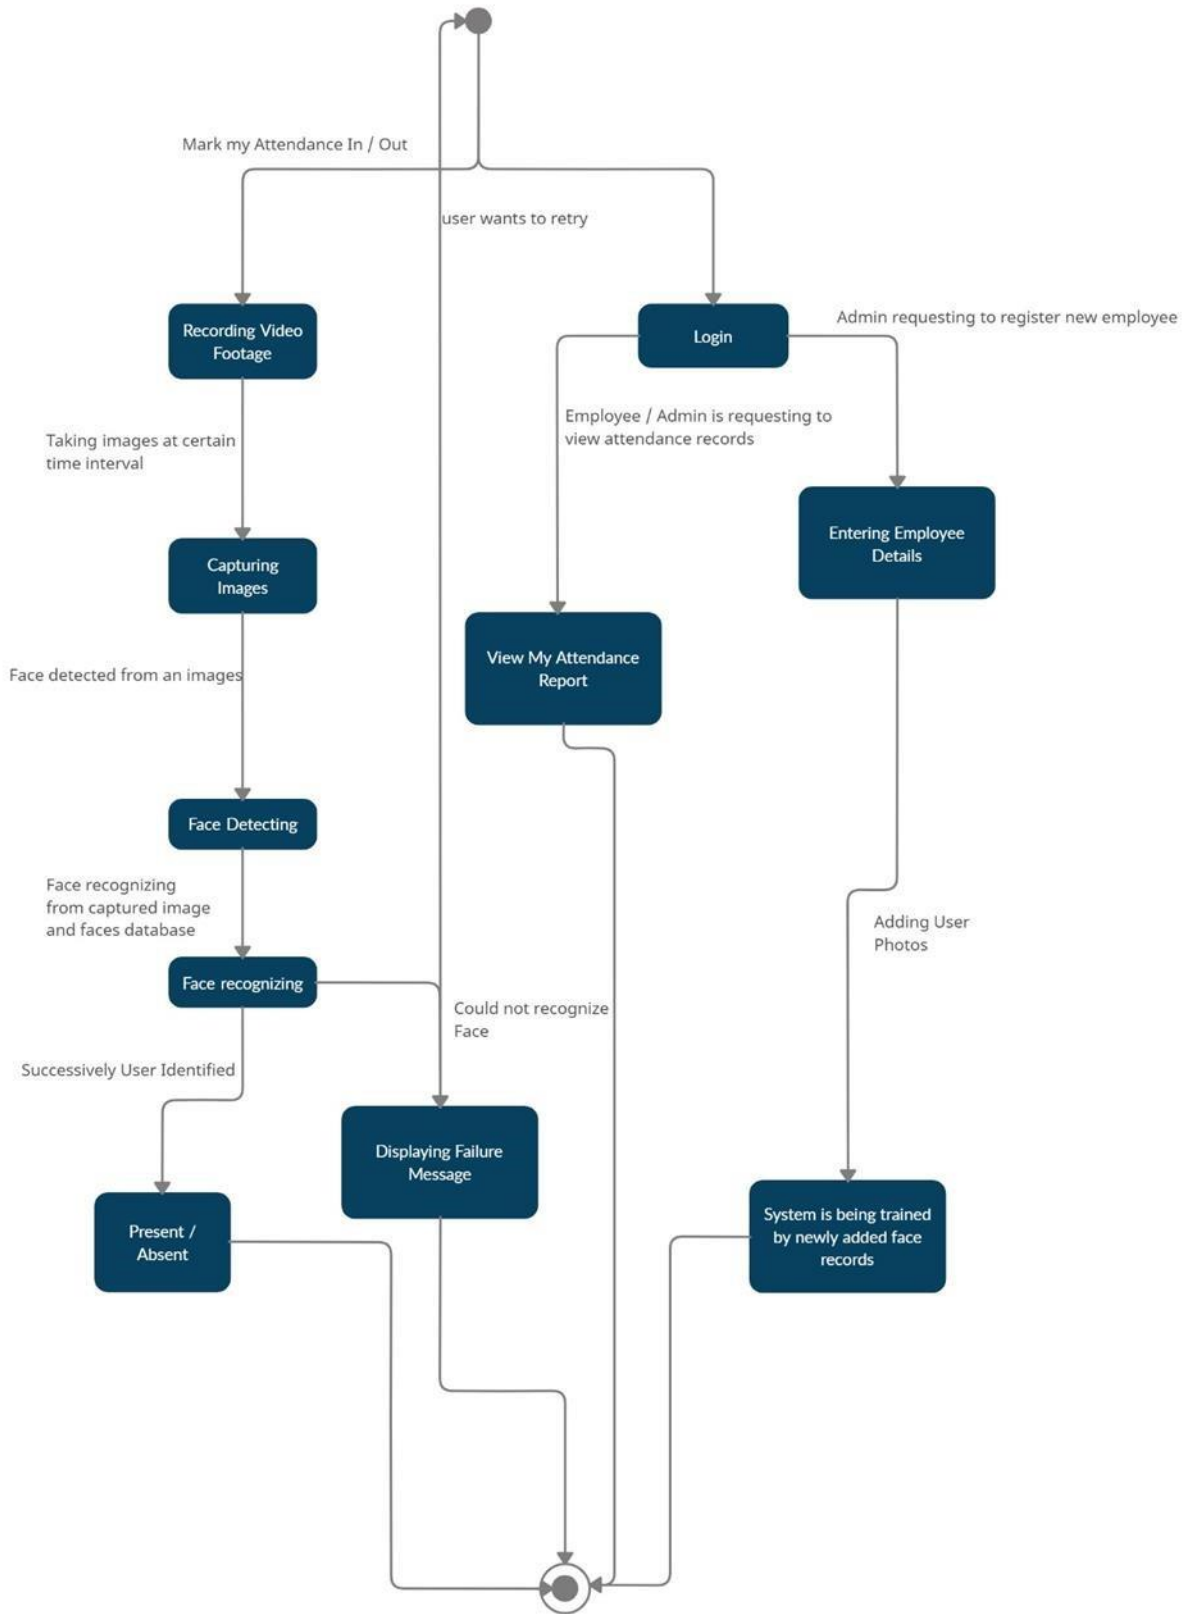 Mark my Attendance In / Out
user wants to retry
Recording Video
Footage
Login
Admin requesting to register new employee
Employee / Admin is requesting to
view attendance records
Taking images at certain
time interval
Entering Employee
Details
Capturing
Images
View My Attendance
Report
Face detected from an images
Face Detecting
Face recognizing
from captured image
and faces database
Adding User
Photos
Face recognizing
Could not recognize
Face
Successively User Identified
Displaying Failure
Message
Present /
Absent
System is being trained
by newly added face
records